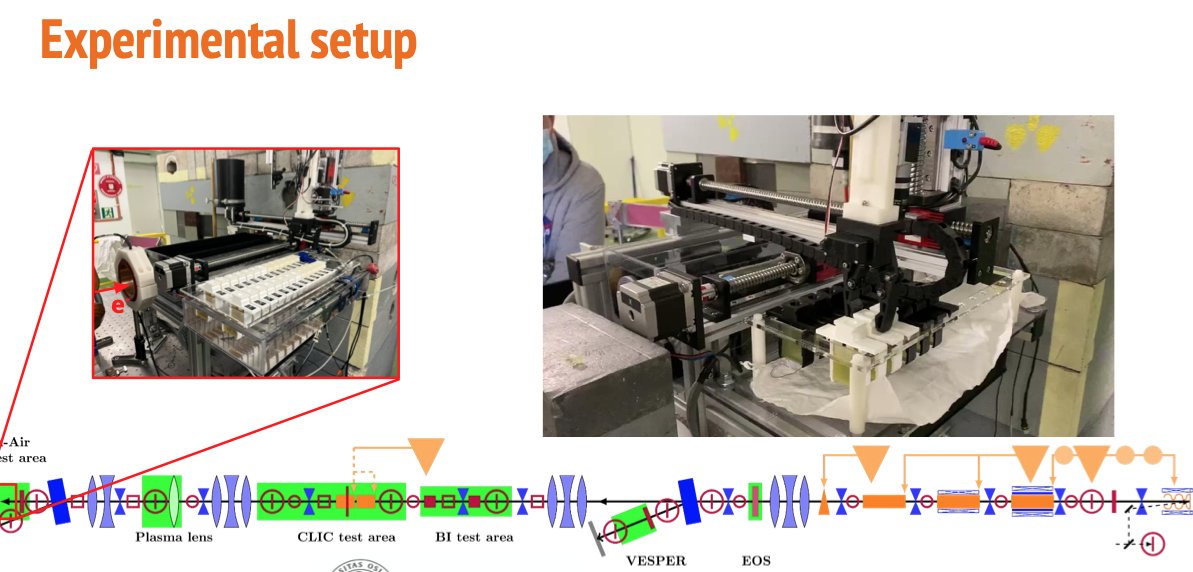 Experimental setup
e
-Air
est area
Plasma lens
CLIC test area
BI test area
VESPER
EOS